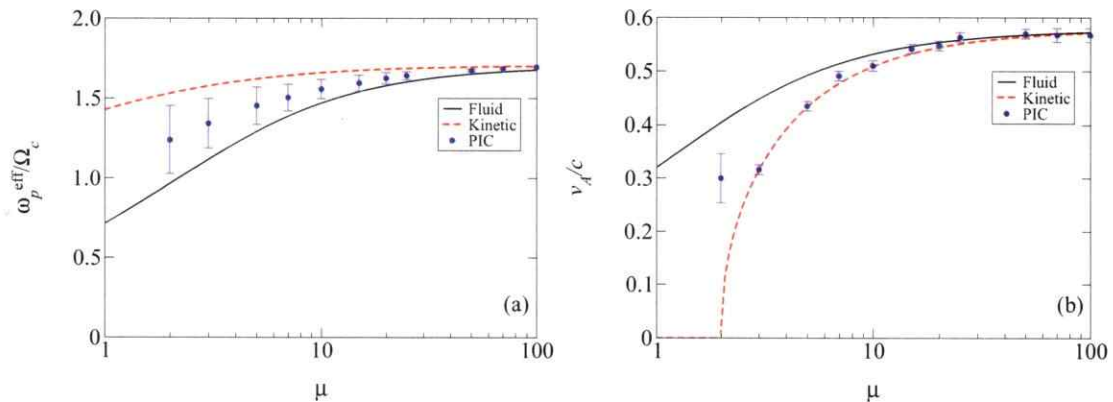 2.0
1.5
1.0
0.5
0
1
10
100
ω_p^eff/Ω_c
μ
Fluid
Kinetic
PIC
(a)
0.6
0.5
0.4
0.3
0.2
0.1
0
1
10
100
v_A/c
μ
Fluid
Kinetic
PIC
(b)